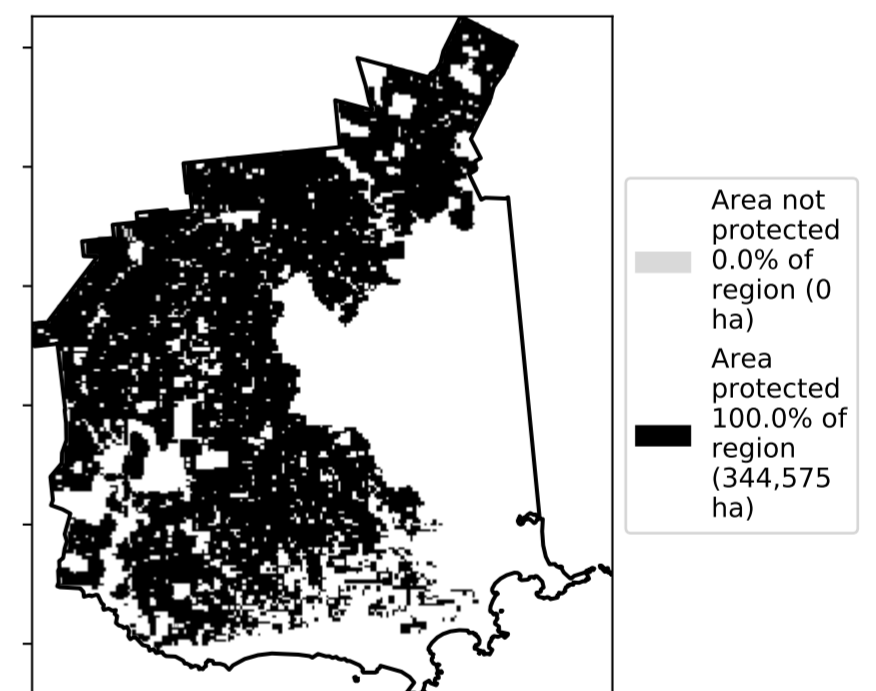 Area not
protected
0.0% of
region (0
ha)
Area
protected
100.0% of
region
(344,575
ha)